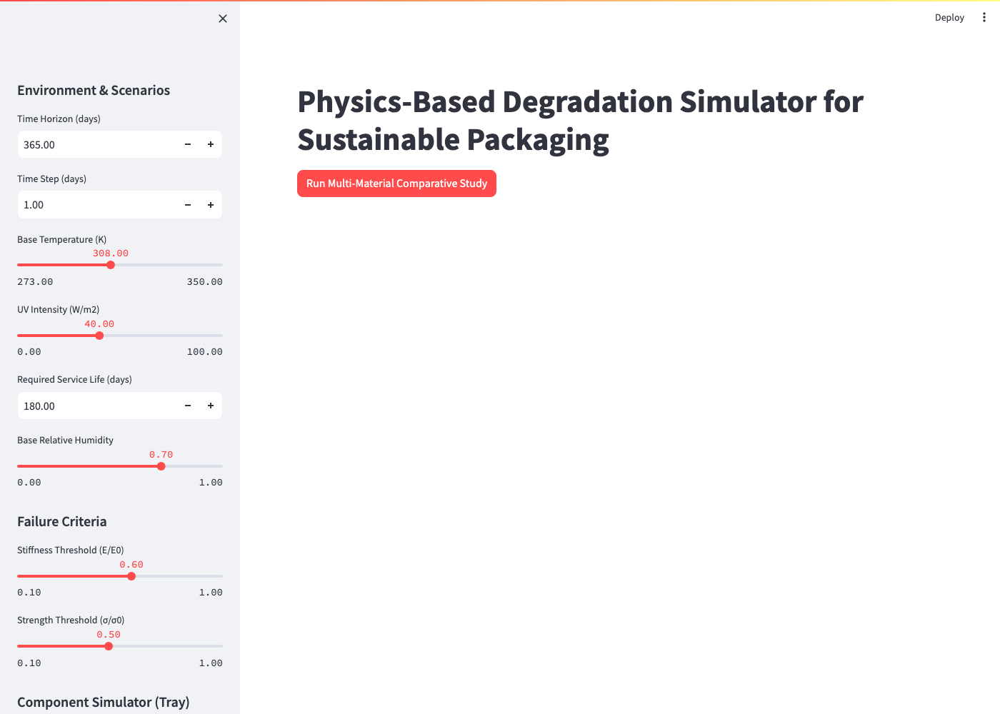 Deploy
Environment & Scenarios
Time Horizon (days)
365.00
Time Step (days)
1.00
Base Temperature (K)
308.00
273.00 350.00
UV Intensity (W/m2)
40.00
0.00 100.00
Required Service Life (days)
180.00
Base Relative Humidity
0.70
0.00 1.00
Failure Criteria
Stiffness Threshold (E/E0)
0.60
0.10 1.00
Strength Threshold (σ/σ0)
0.50
0.10 1.00
Component Simulator (Tray)
Physics-Based Degradation Simulator for
Sustainable Packaging
Run Multi-Material Comparative Study